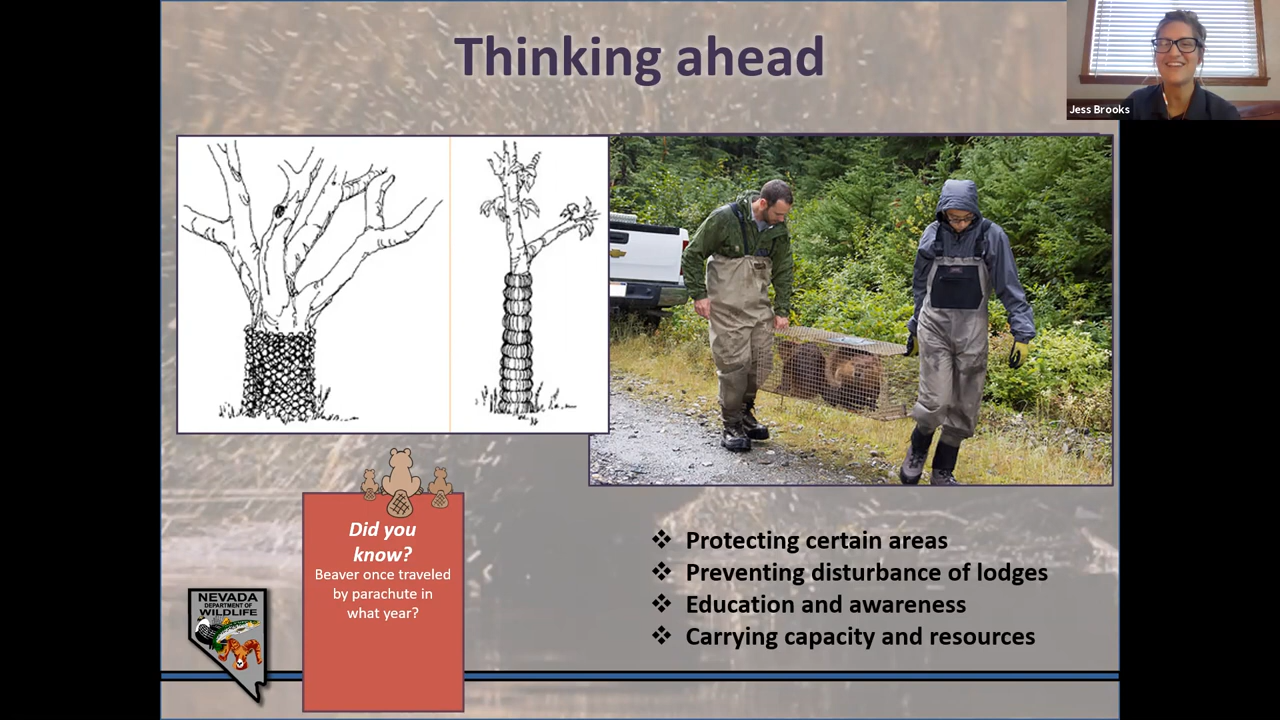 Thinking ahead
Jess Brooks
Did you
know?
Beaver once traveled
by parachute in
what year?
NEVADA
DEPARTMENT OF
WILDLIFE
❖ Protecting certain areas
❖ Preventing disturbance of lodges
❖ Education and awareness
❖ Carrying capacity and resources